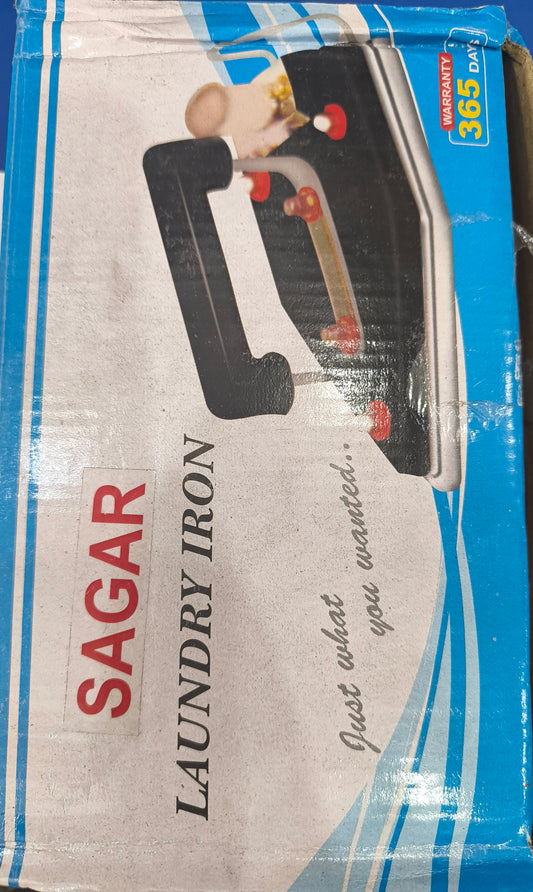 SAGAR
LAUNDRY IRON
Just what
you wanted..
WARRANTY
365 DAYS